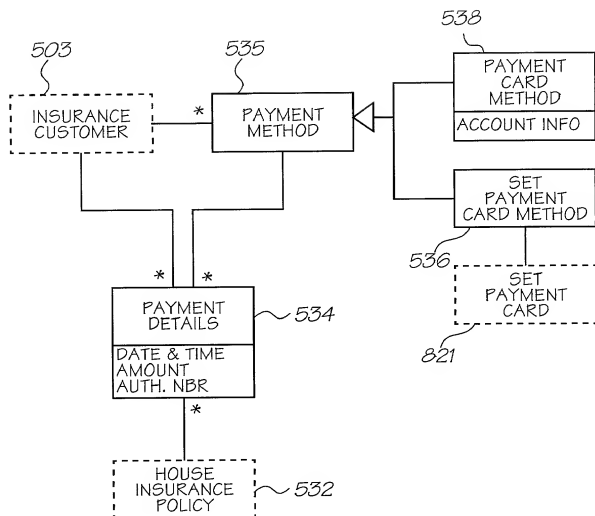 538
535
503
PAYMENT
CARD
METHOD
ACCOUNT INFO
INSURANCE
CUSTOMER
*
PAYMENT
METHOD
SET
PAYMENT
CARD METHOD
536
SET
PAYMENT
CARD
821
*
*
PAYMENT
DETAILS
534
DATE & TIME
AMOUNT
AUTH. NBR
*
HOUSE
INSURANCE
POLICY
532